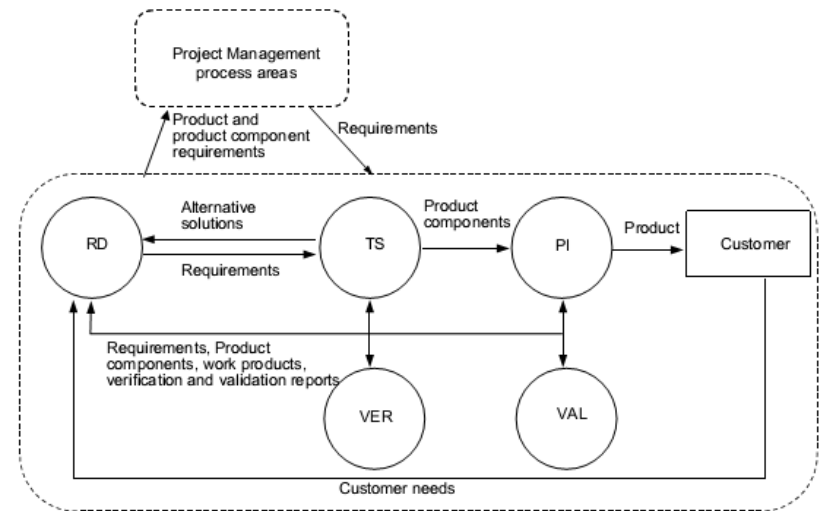 Project Management
process areas
Product and
product component
requirements
Requirements
RD
Alternative
solutions
Requirements
TS
Product
components
PI
Product
Customer
Requirements, Product
components, work products,
verification and validation reports
VER
VAL
Customer needs